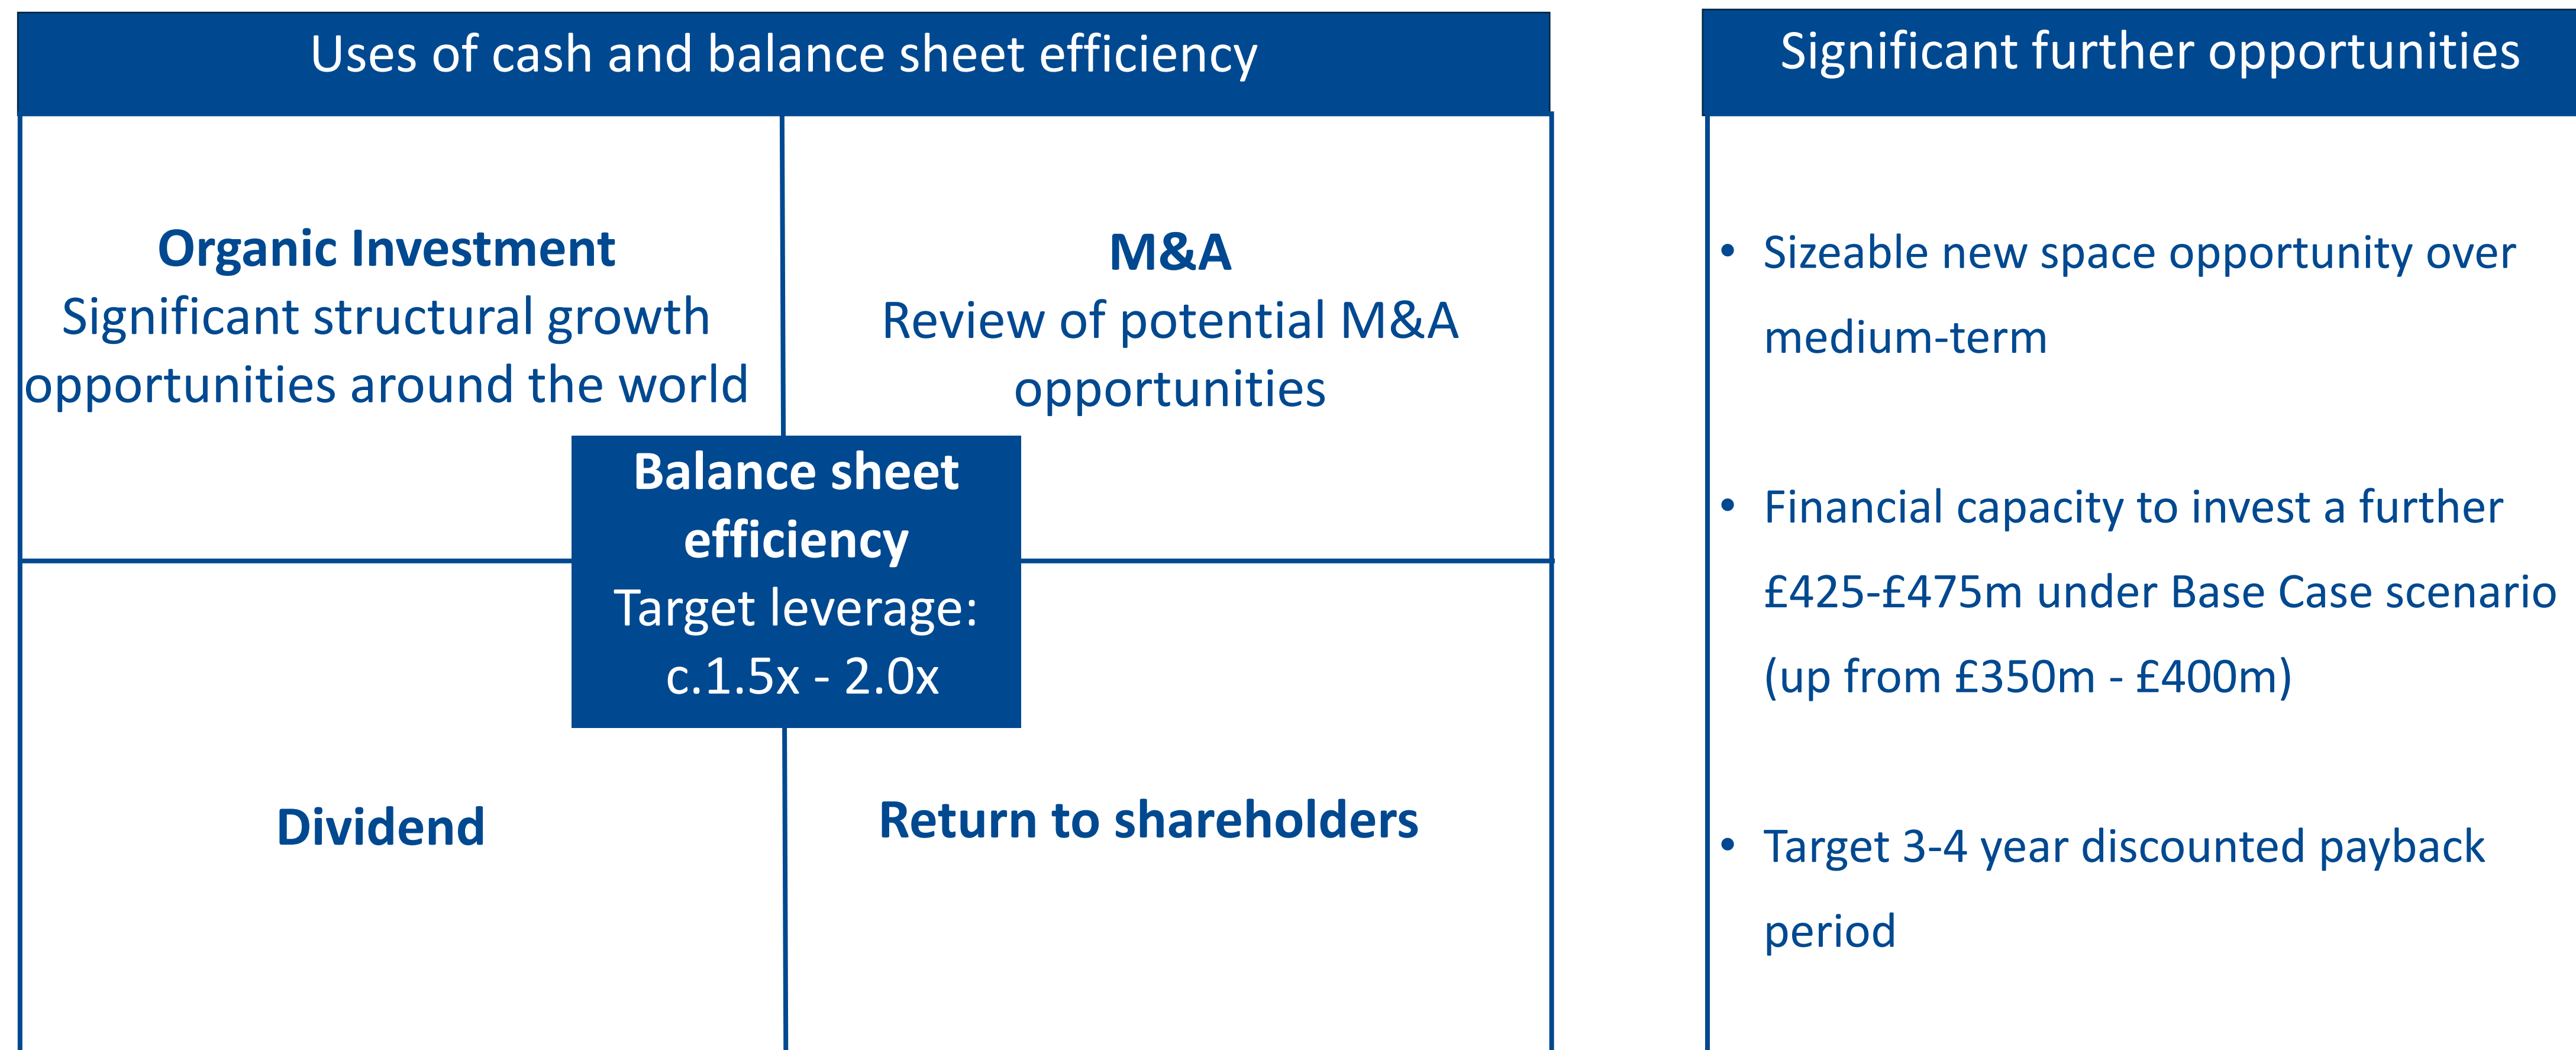 Uses of cash and balance sheet efficiency
Organic Investment
Significant structural growth
opportunities around the world
M&A
Review of potential M&A
opportunities
Balance sheet
efficiency
Target leverage:
c.1.5x - 2.0x
Dividend
Return to shareholders
Significant further opportunities
• Sizeable new space opportunity over
medium-term
• Financial capacity to invest a further
£425-£475m under Base Case scenario
(up from £350m - £400m)
• Target 3-4 year discounted payback
period